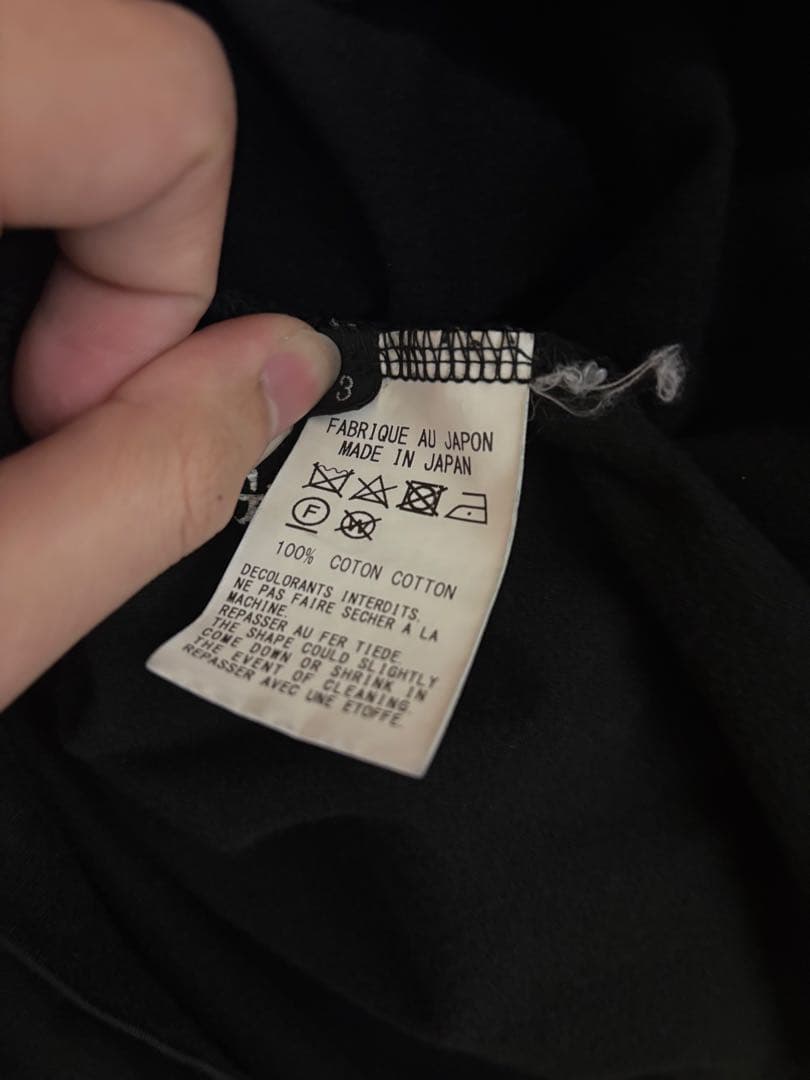 3
FABRIQUE AU JAPON
MADE IN JAPAN
F
W
100% COTON COTTON
DECOLORANTS INTERDITS.
NE PAS FAIRE SECHER A LA
MACHINE.
REPASSER AU FER TIEDE.
THE SHAPE COULD SLIGHTLY
COME DOWN OR SHRINK IN
THE EVENT OF CLEANING.
REPASSER AVEC UNE ETOFFE.